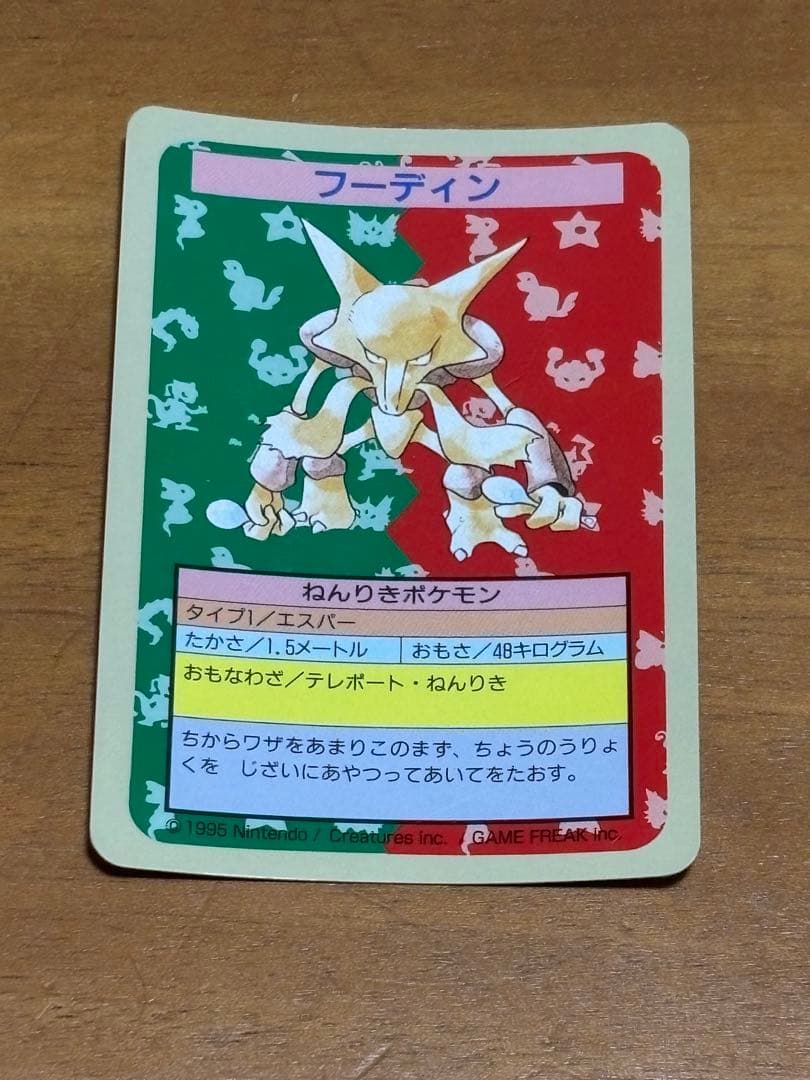 フーディン
ねんりきポケモン
タイプ1/エスパー
たかさ/1.5メートル おもさ/48キログラム
おもなわざ/テレポート・ねんりき
ちからワザをあまりこのまず、ちょうのうりょ
くを じざいにあやつってあいてをたおす。
©1995 Nintendo / Creatures inc. / GAME FREAK inc.